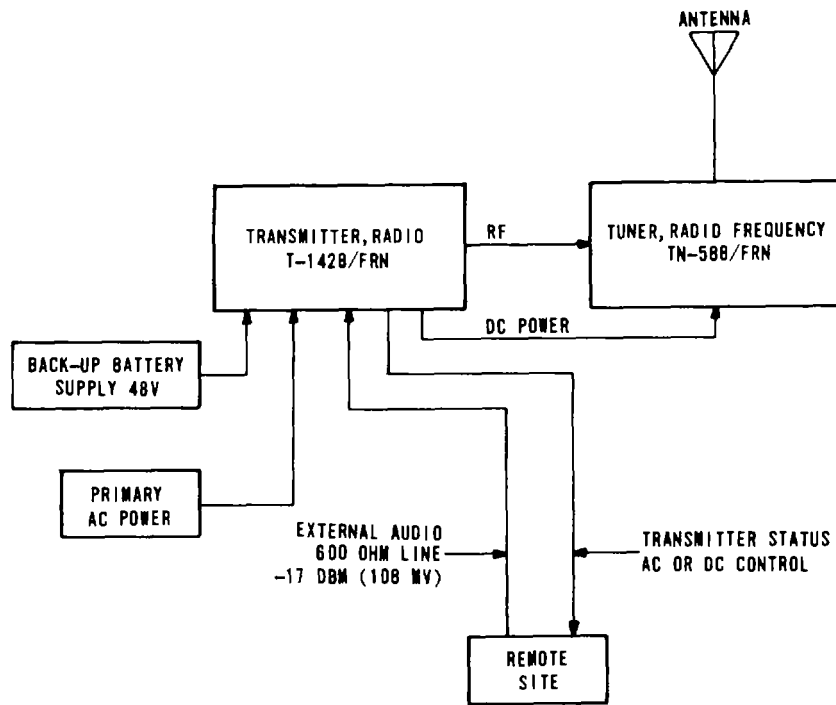 ANTENNA
TRANSMITTER, RADIO
T-1428/FRN
RF
TUNER, RADIO FREQUENCY
TN-588/FRN
DC POWER
BACK-UP BATTERY
SUPPLY 48V
PRIMARY
AC POWER
EXTERNAL AUDIO
600 OHM LINE
-17 DBM (108 MV)
TRANSMITTER STATUS
AC OR DC CONTROL
REMOTE
SITE